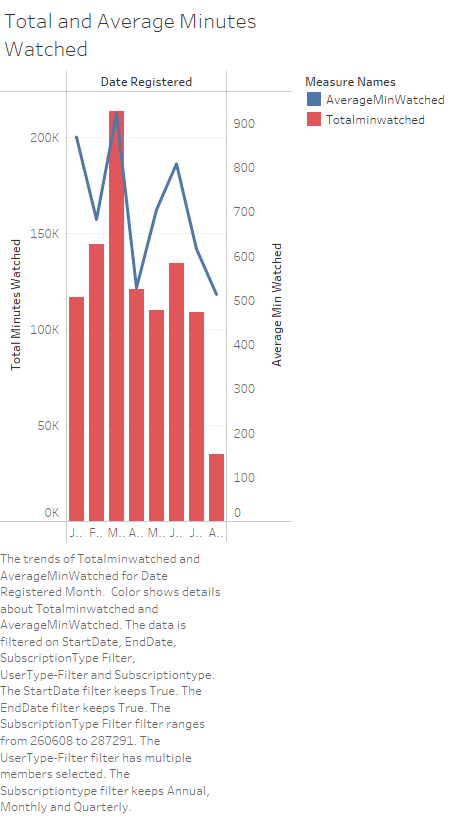 Total and Average Minutes
Watched
Date Registered
Measure Names
AverageMinWatched
Totalminwatched
200K
150K
100K
50K
0K
Total Minutes Watched
900
800
700
600
500
400
300
200
100
0
Average Min Watched
J.. F.. M.. A.. M.. J.. J.. A..
The trends of Totalminwatched and
AverageMinWatched for Date
Registered Month.  Color shows details
about Totalminwatched and
AverageMinWatched. The data is
filtered on StartDate, EndDate,
SubscriptionType Filter,
UserType-Filter and Subscriptiontype.
The StartDate filter keeps True. The
EndDate filter keeps True. The
SubscriptionType Filter filter ranges
from 260608 to 287291. The
UserType-Filter filter has multiple
members selected. The
Subscriptiontype filter keeps Annual,
Monthly and Quarterly.